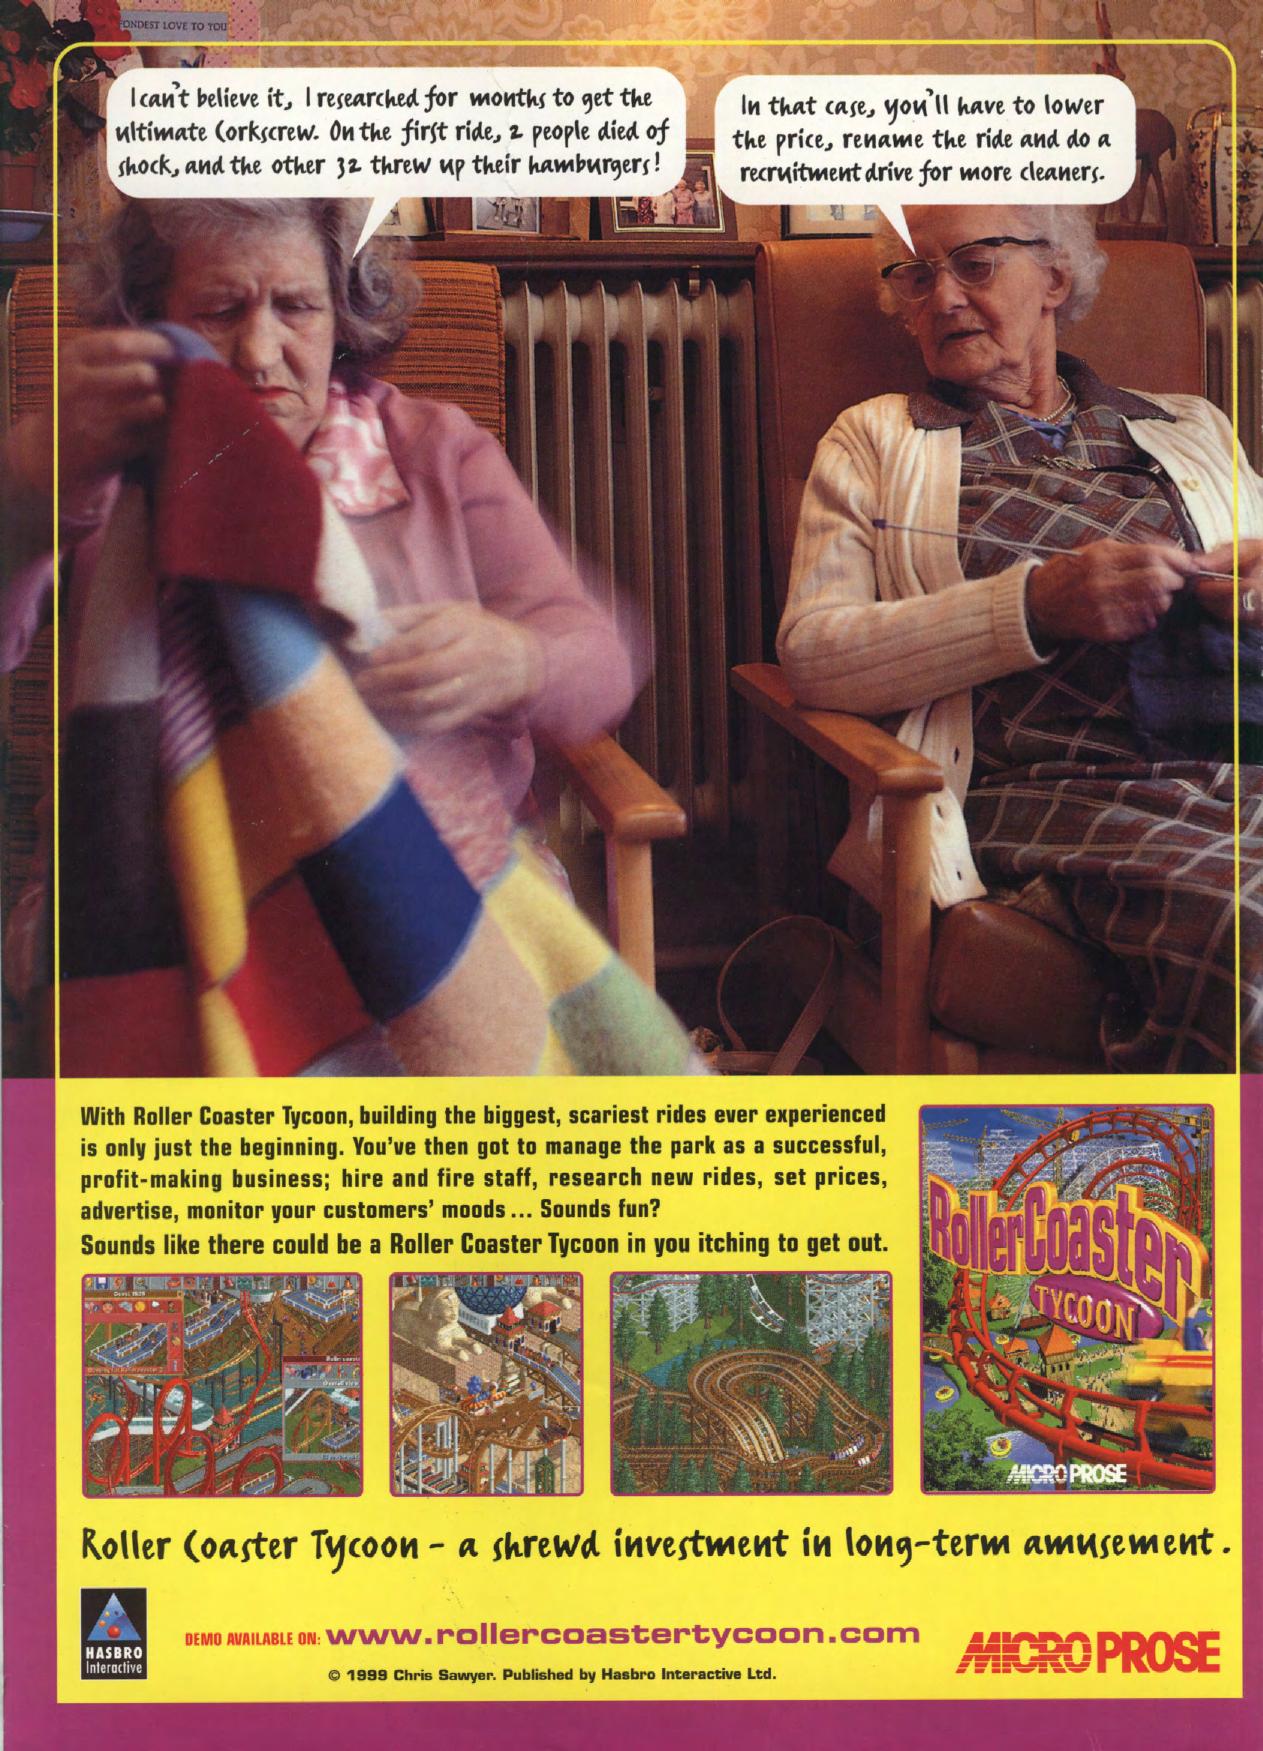 FONDEST LOVE TO YOU
I can't believe it, I researched for months to get the
ultimate Corkscrew. On the first ride, 2 people died of
shock, and the other 32 threw up their hamburgers!
In that case, you'll have to lower
the price, rename the ride and do a
recruitment drive for more cleaners.
With Roller Coaster Tycoon, building the biggest, scariest rides ever experienced
is only just the beginning. You've then got to manage the park as a successful,
profit-making business; hire and fire staff, research new rides, set prices,
advertise, monitor your customers' moods... Sounds fun?
Sounds like there could be a Roller Coaster Tycoon in you itching to get out.
RollerCoaster
TYCOON
MICROPROSE
Roller Coaster Tycoon - a shrewd investment in long-term amusement.
HASBRO
Interactive
DEMO AVAILABLE ON: www.rollercoastertycoon.com
© 1999 Chris Sawyer. Published by Hasbro Interactive Ltd.
MICROPROSE